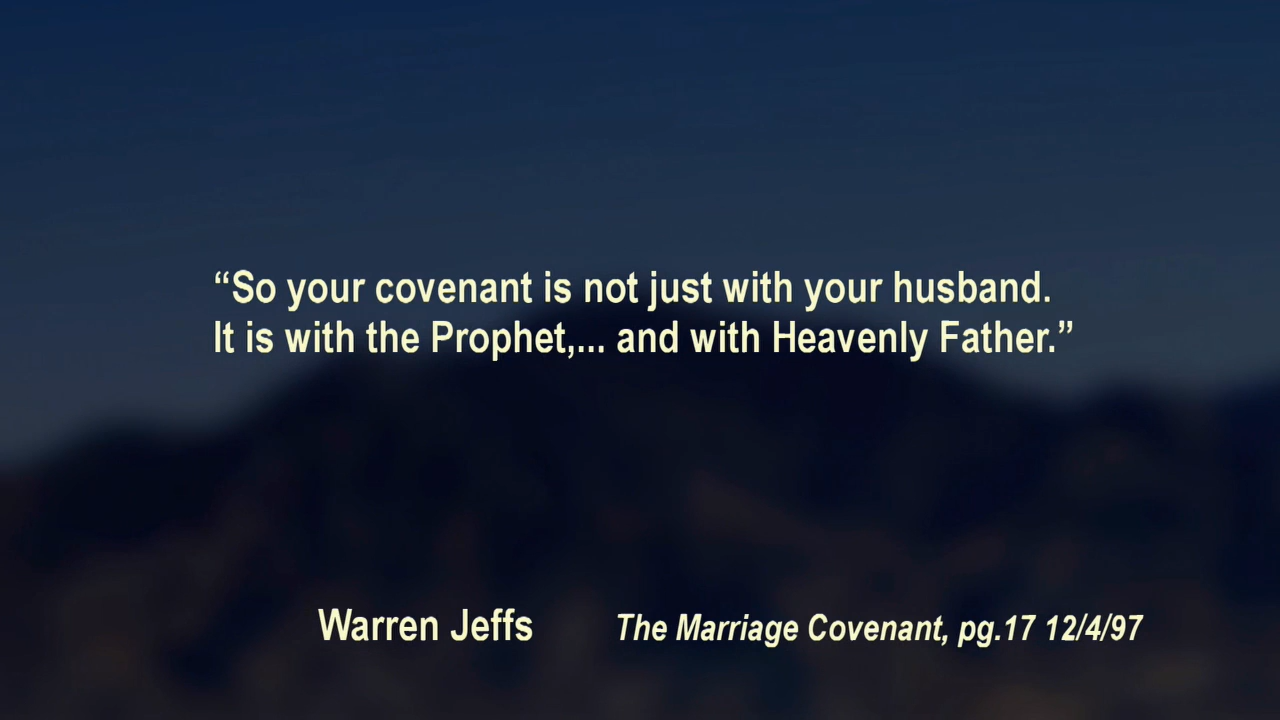 “So your covenant is not just with your husband.
It is with the Prophet,... and with Heavenly Father.”
Warren Jeffs The Marriage Covenant, pg.17 12/4/97